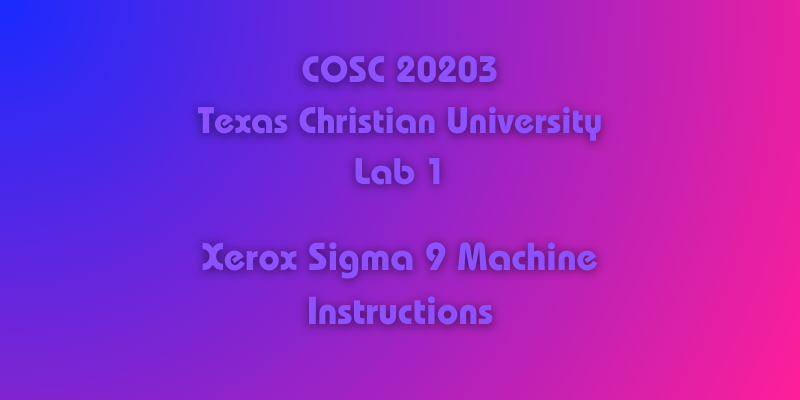 COSC 20203
Texas Christian University
Lab 1
Xerox Sigma 9 Machine
Instructions